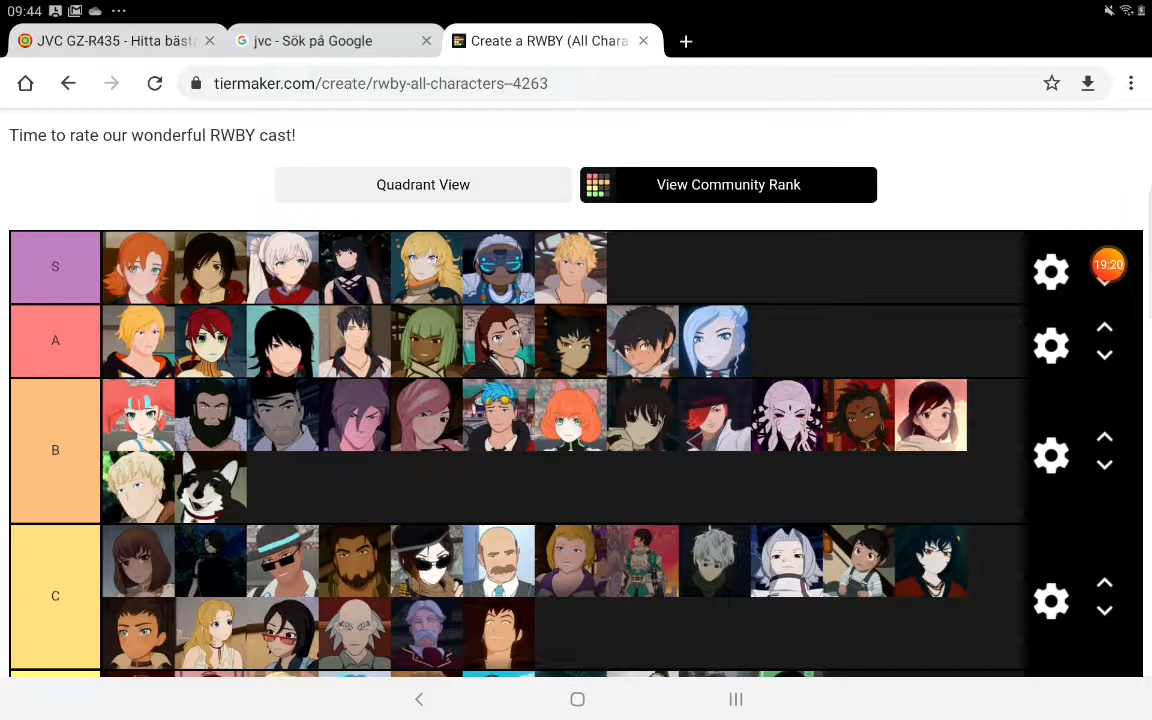 09:44
JVC GZ-R435 - Hitta bäst
jvc - Sök på Google
Create a RWBY (All Chara
tiermaker.com/create/rwby-all-characters--4263
Time to rate our wonderful RWBY cast!
Quadrant View
View Community Rank
S
19:20
A
B
C